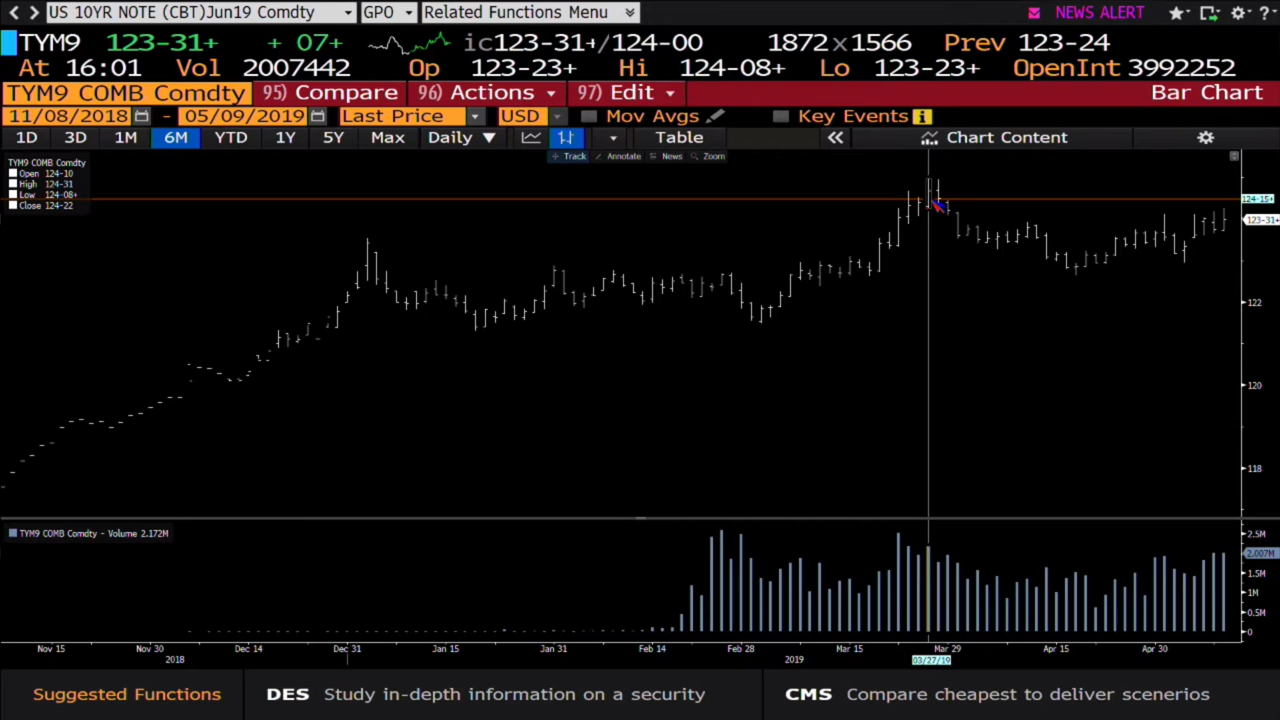 US 10YR NOTE (CBT)Jun19 Comdty GPO Related Functions Menu NEWS ALERT
TYM9 123-31+ + 07+ ic123-31+/124-00 1872x1566 Prev 123-24
At 16:01 Vol 2007442 Op 123-23+ Hi 124-08+ Lo 123-23+ OpenInt 3992252
TYM9 COMB Comdty 95) Compare 96) Actions 97) Edit Bar Chart
11/08/2018 - 05/09/2019 Last Price USD Mov Avgs Key Events
1D 3D 1M 6M YTD 1Y 5Y Max Daily Table Chart Content
Track Annotate News Zoom
TYM9 COMB Comdty
Open 124-10
High 124-31
Low 124-08+
Close 124-22
124-15+
123-31+
122
120
118
TYM9 COMB Comdty - Volume 2.172M
2.5M
2.007M
1.5M
1M
0.5M
0
Nov 15 Nov 30 Dec 14 Dec 31 Jan 15 Jan 31 Feb 14 Feb 28 Mar 15 Mar 29 Apr 15 Apr 30
2018 2019 03/27/19
Suggested Functions DES Study in-depth information on a security CMS Compare cheapest to deliver scenerios